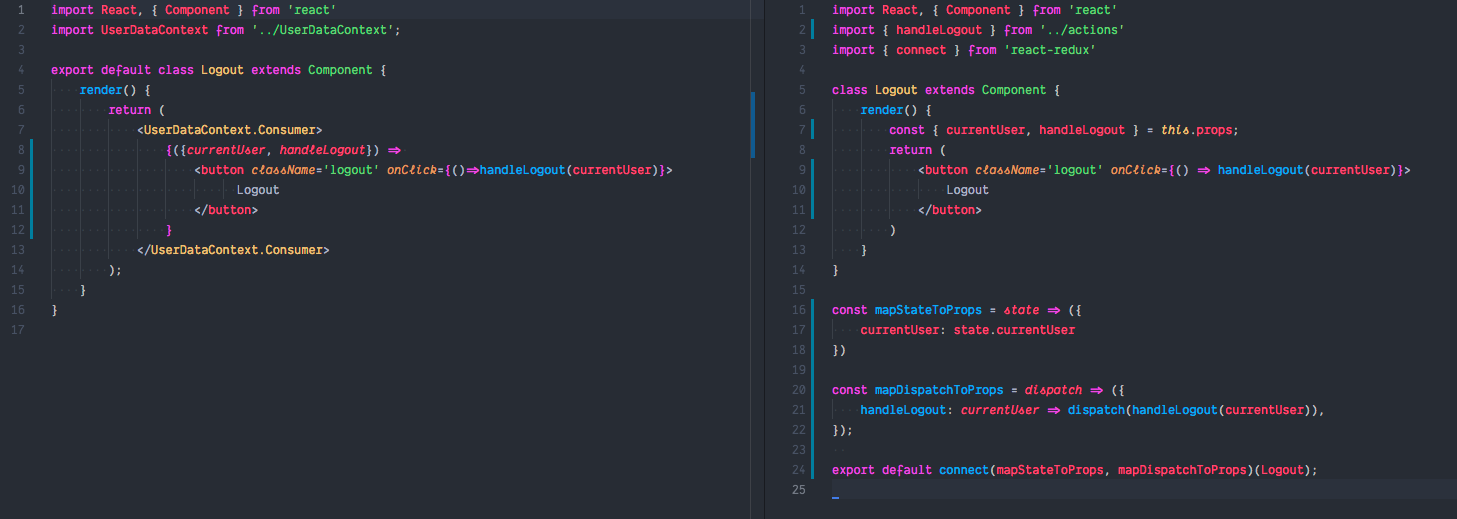 1 import React, { Component } from 'react'
2 import UserDataContext from '../UserDataContext';
3
4 export default class Logout extends Component {
5 render() {
6 return (
7 <UserDataContext.Consumer>
8 {({currentUser, handleLogout}) =>
9 <button className='logout' onClick={()=>handleLogout(currentUser)}>
10 Logout
11 </button>
12 }
13 </UserDataContext.Consumer>
14 );
15 }
16 }
17
1 import React, { Component } from 'react'
2 import { handleLogout } from '../actions'
3 import { connect } from 'react-redux'
4
5 class Logout extends Component {
6 render() {
7 const { currentUser, handleLogout } = this.props;
8 return (
9 <button className='logout' onClick={() => handleLogout(currentUser)}>
10 Logout
11 </button>
12 )
13 }
14 }
15
16 const mapStateToProps = state => ({
17 currentUser: state.currentUser
18 })
19
20 const mapDispatchToProps = dispatch => ({
21 handleLogout: currentUser => dispatch(handleLogout(currentUser)),
22 });
23
24 export default connect(mapStateToProps, mapDispatchToProps)(Logout);
25